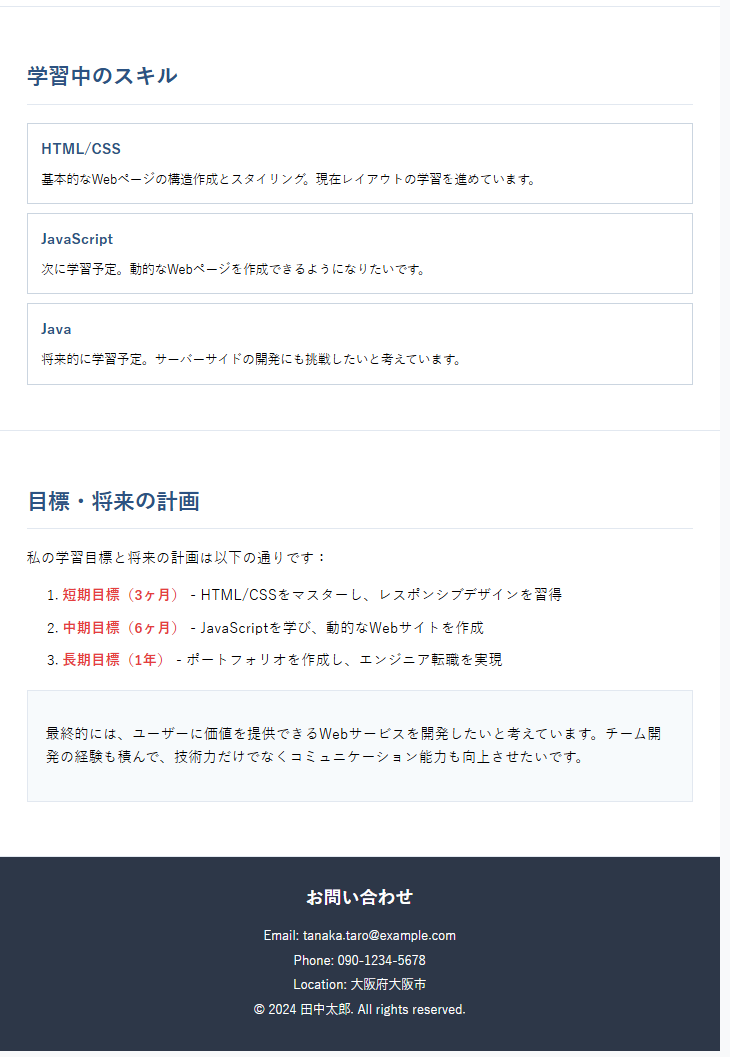 学習中のスキル
HTML/CSS
基本的なWebページの構造作成とスタイリング。現在レイアウトの学習を進めています。
JavaScript
次に学習予定。動的なWebページを作成できるようになりたいです。
Java
将来的に学習予定。サーバーサイドの開発にも挑戦したいと考えています。
目標・将来の計画
私の学習目標と将来の計画は以下の通りです：
1. 短期目標（3ヶ月） - HTML/CSSをマスターし、レスポンシブデザインを習得
2. 中期目標（6ヶ月） - JavaScriptを学び、動的なWebサイトを作成
3. 長期目標（1年） - ポートフォリオを作成し、エンジニア転職を実現
最終的には、ユーザーに価値を提供できるWebサービスを開発したいと考えています。チーム開
発の経験も積んで、技術力だけでなくコミュニケーション能力も向上させたいです。
お問い合わせ
Email: tanaka.taro@example.com
Phone: 090-1234-5678
Location: 大阪府大阪市
© 2024 田中太郎. All rights reserved.